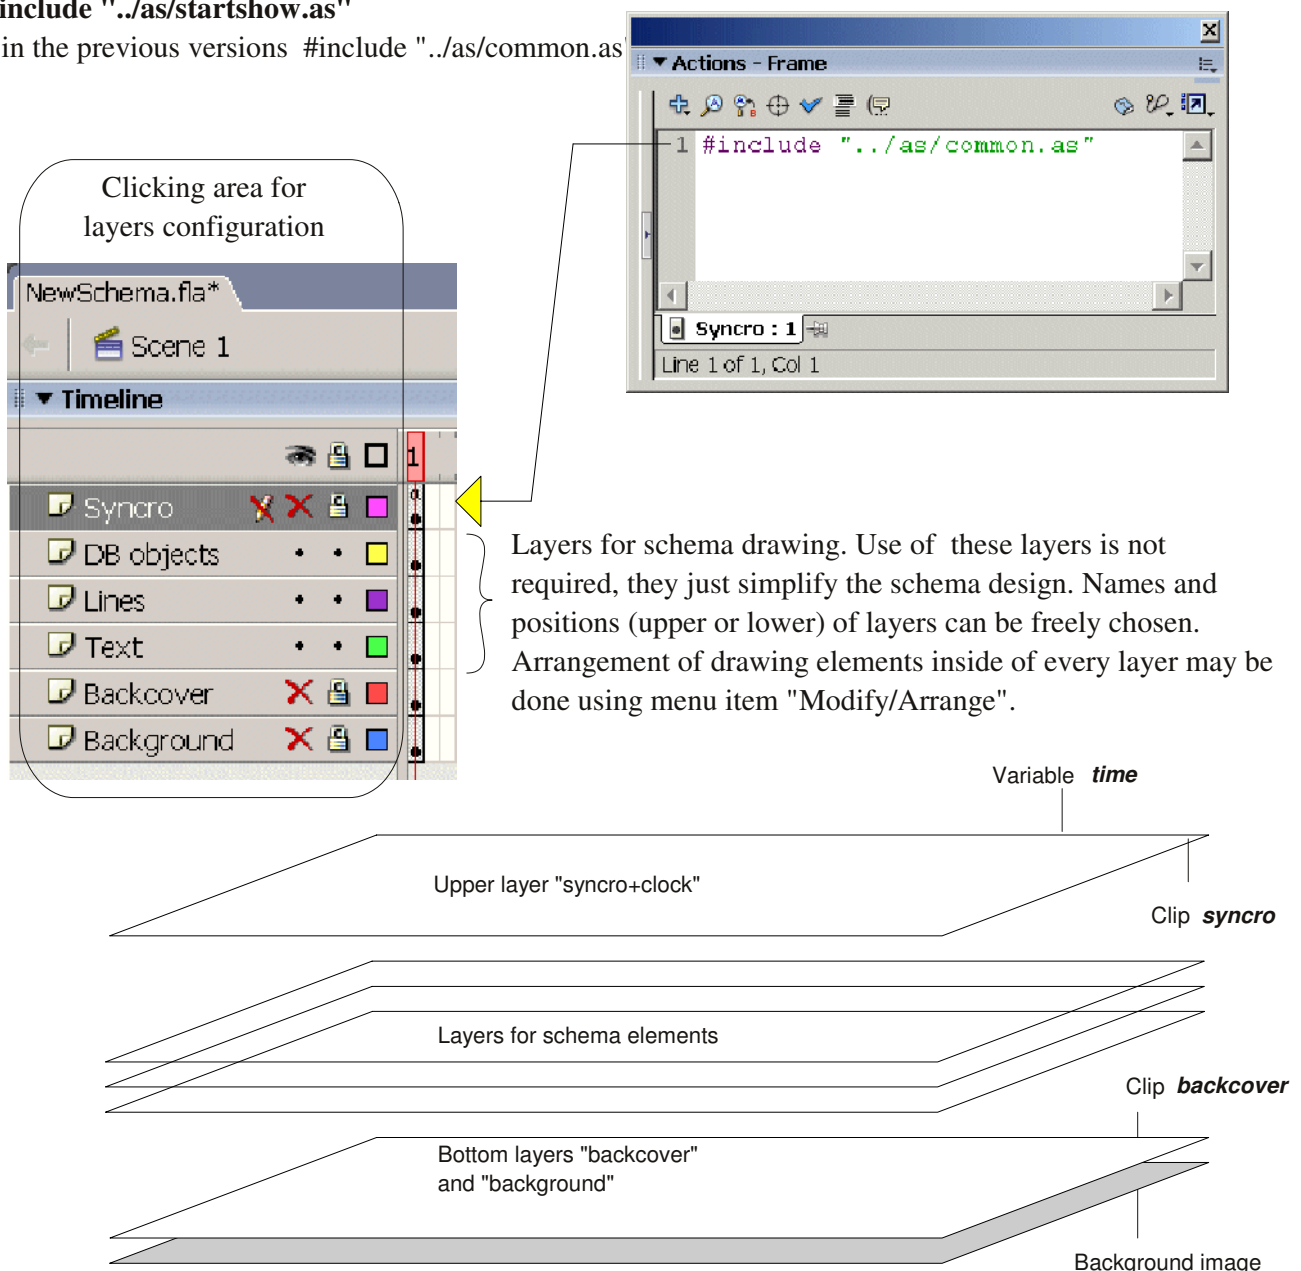 include "../as/startshow.as"
in the previous versions #include "../as/common.as"
Actions - Frame
1 #include "../as/common.as"
Syncro : 1
Line 1 of 1, Col 1
Clicking area for
layers configuration
NewSchema.fla*
Scene 1
Timeline
1
Syncro
DB objects
Lines
Text
Backcover
Background
Layers for schema drawing. Use of these layers is not
required, they just simplify the schema design. Names and
positions (upper or lower) of layers can be freely chosen.
Arrangement of drawing elements inside of every layer may be
done using menu item "Modify/Arrange".
Variable time
Upper layer "syncro+clock"
Clip syncro
Layers for schema elements
Clip backcover
Bottom layers "backcover"
and "background"
Background image